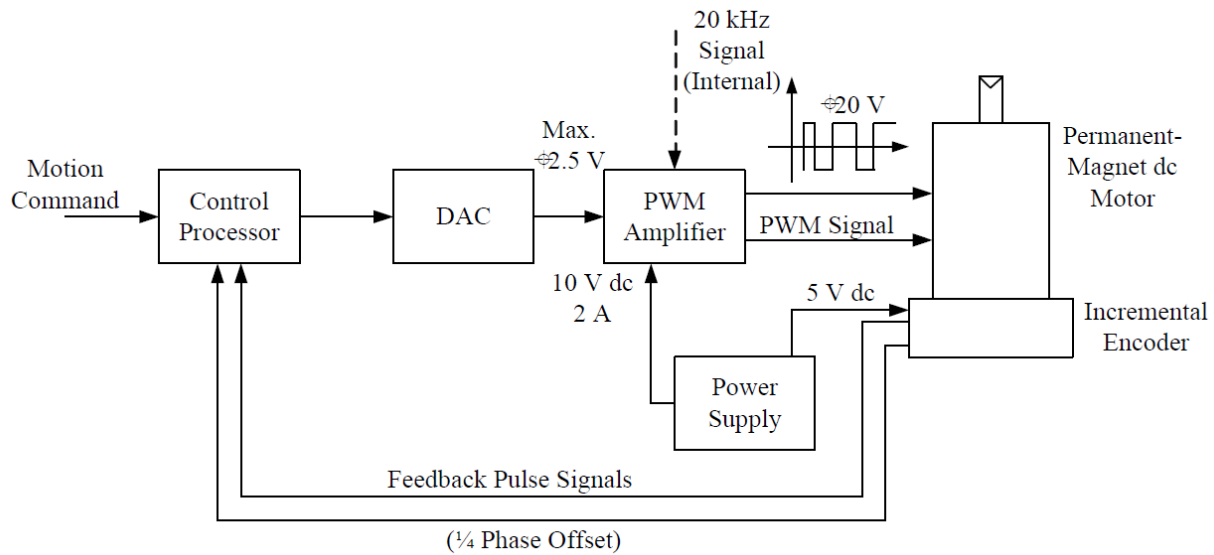 20 kHz
Signal
(Internal)
⌖20 V
Max.
⌖2.5 V
Permanent-
Magnet dc
Motor
Motion
Command
Control
Processor
DAC
PWM
Amplifier
PWM Signal
10 V dc
2 A
5 V dc
Incremental
Encoder
Power
Supply
Feedback Pulse Signals
(¼ Phase Offset)